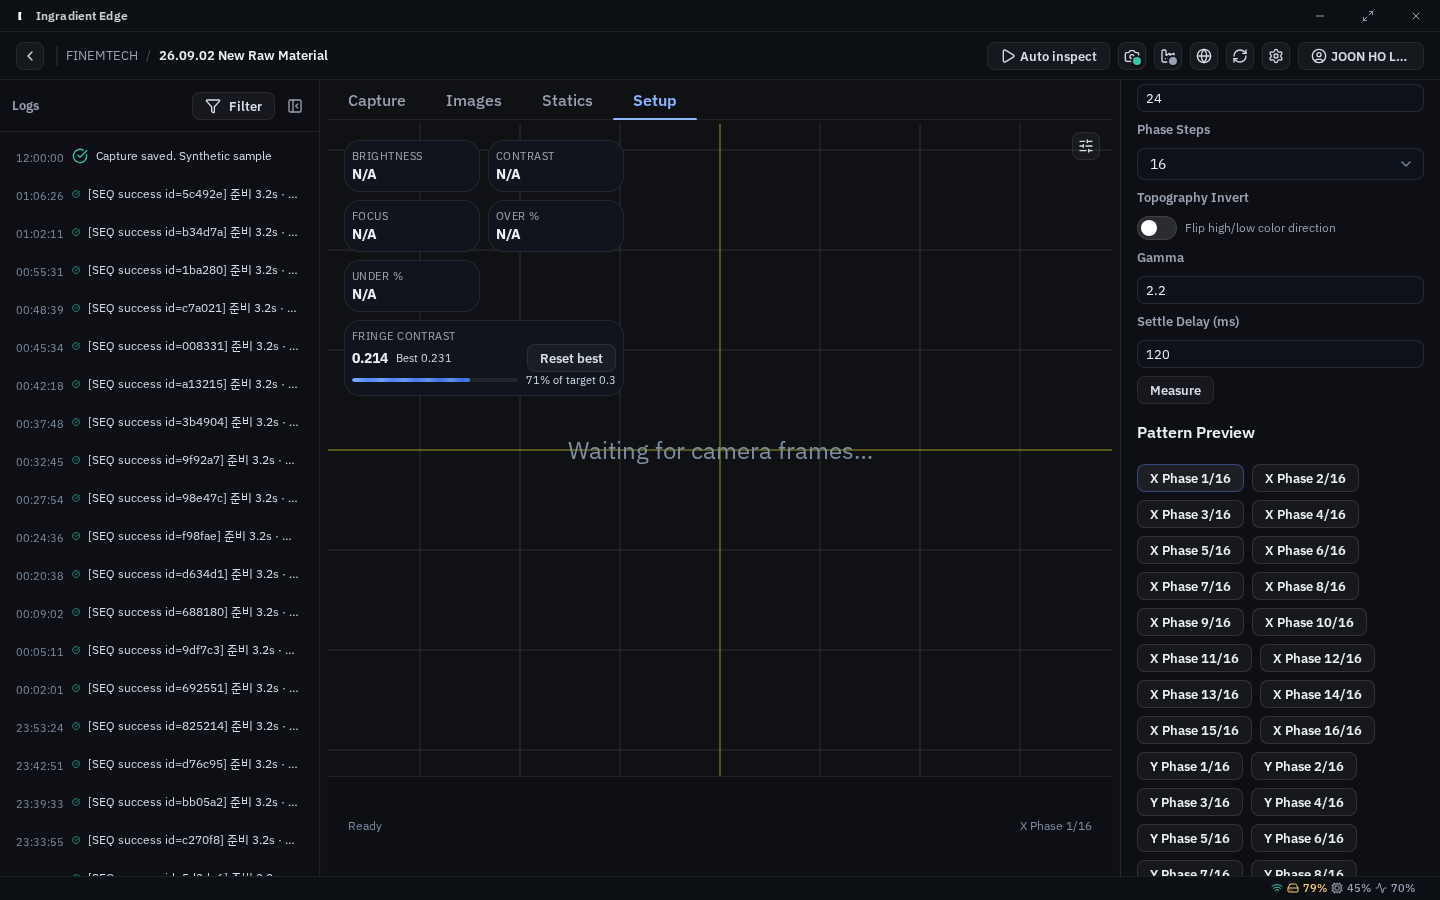 Ingradient Edge
FINEMTECH / 26.09.02 New Raw Material
Auto inspect
JOON HO L...
Logs
Filter
12:00:00 Capture saved. Synthetic sample
01:06:26 [SEQ success id=5c492e] 준비 3.2s · ...
01:02:11 [SEQ success id=b34d7a] 준비 3.2s · ...
00:55:31 [SEQ success id=1ba280] 준비 3.2s · ...
00:48:39 [SEQ success id=c7a021] 준비 3.2s · ...
00:45:34 [SEQ success id=008331] 준비 3.2s · ...
00:42:18 [SEQ success id=a13215] 준비 3.2s · ...
00:37:48 [SEQ success id=3b4904] 준비 3.2s · ...
00:32:45 [SEQ success id=9f92a7] 준비 3.2s · ...
00:27:54 [SEQ success id=98e47c] 준비 3.2s · ...
00:24:36 [SEQ success id=f98fae] 준비 3.2s · ...
00:20:38 [SEQ success id=d634d1] 준비 3.2s · ...
00:09:02 [SEQ success id=688180] 준비 3.2s · ...
00:05:11 [SEQ success id=9df7c3] 준비 3.2s · ...
00:02:01 [SEQ success id=692551] 준비 3.2s · ...
23:53:24 [SEQ success id=825214] 준비 3.2s · ...
23:42:51 [SEQ success id=d76c95] 준비 3.2s · ...
23:39:33 [SEQ success id=bb05a2] 준비 3.2s · ...
23:33:55 [SEQ success id=c270f8] 준비 3.2s · ...
Capture Images Statics Setup
BRIGHTNESS
N/A
CONTRAST
N/A
FOCUS
N/A
OVER %
N/A
UNDER %
N/A
FRINGE CONTRAST
0.214 Best 0.231
Reset best
71% of target 0.3
Waiting for camera frames...
Ready
X Phase 1/16
24
Phase Steps
16
Topography Invert
Flip high/low color direction
Gamma
2.2
Settle Delay (ms)
120
Measure
Pattern Preview
X Phase 1/16 X Phase 2/16
X Phase 3/16 X Phase 4/16
X Phase 5/16 X Phase 6/16
X Phase 7/16 X Phase 8/16
X Phase 9/16 X Phase 10/16
X Phase 11/16 X Phase 12/16
X Phase 13/16 X Phase 14/16
X Phase 15/16 X Phase 16/16
Y Phase 1/16 Y Phase 2/16
Y Phase 3/16 Y Phase 4/16
Y Phase 5/16 Y Phase 6/16
Y Phase 7/16 Y Phase 8/16
79% 45% 70%